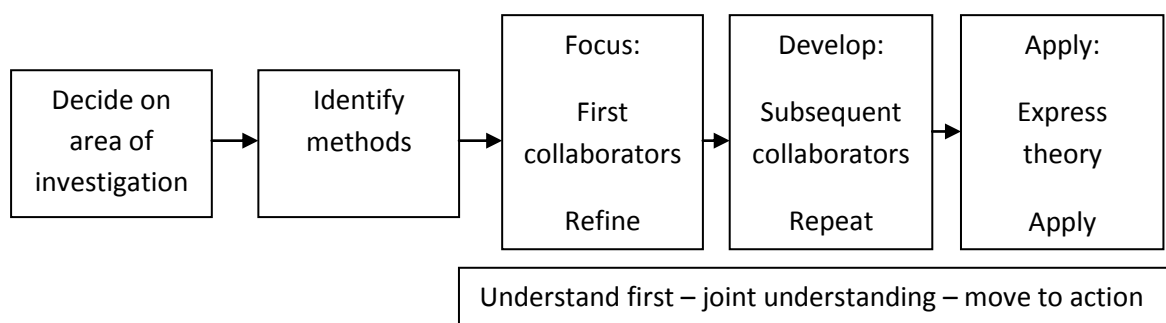 Decide on
area of
investigation
Identify
methods
Focus:
First
collaborators
Refine
Develop:
Subsequent
collaborators
Repeat
Apply:
Express
theory
Apply
Understand first – joint understanding – move to action